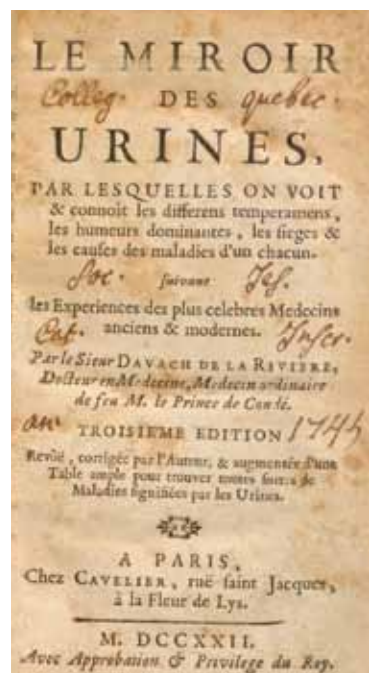 LE MIROIR
Colleg. DES quebec.
URINES,
PAR LESQUELLES ON VOIT
& connoit les differens temperamens,
les humeurs dominantes, les sieges &
les causes des maladies d'un chacun.
Soc. suivant Jes.
les Experiences des plus celebres Medecins
Cat. anciens & modernes. Inscr.
Par le Sieur DAVACH DE LA RIVIERE,
Docteur en Medecine, Medecin ordinaire
de feu M. le Prince de Condé.
an. TROISIEME EDITION 1745
Revûë, corrigée par l'Auteur, & augmentée d'une
Table ample pour trouver toutes sortes de
Maladies signifiées par les Urines.
A PARIS,
Chez CAVELIER, ruë saint Jacques,
à la Fleur de Lys.
M. DCCXXII.
Avec Approbation & Privilege du Roy.